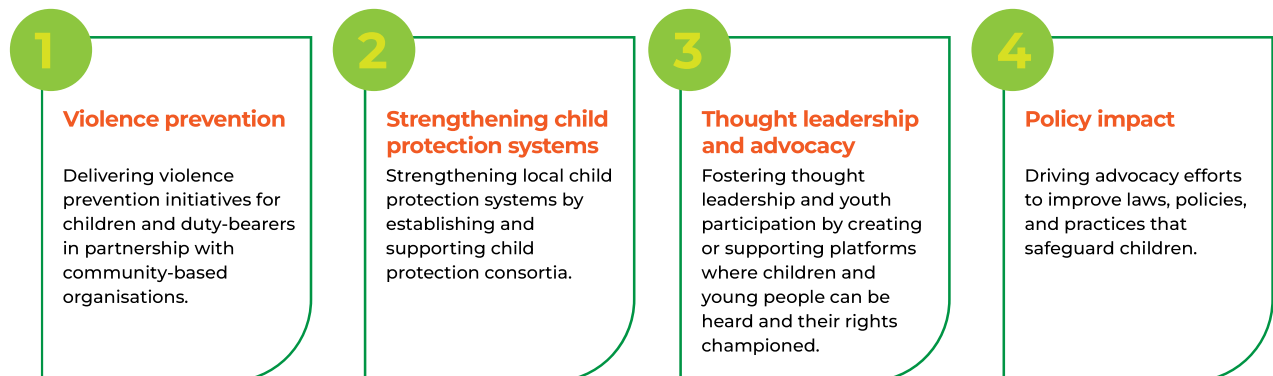 1
Violence prevention
Delivering violence
prevention initiatives for
children and duty-bearers
in partnership with
community-based
organisations.
2
Strengthening child
protection systems
Strengthening local child
protection systems by
establishing and
supporting child
protection consortia.
3
Thought leadership
and advocacy
Fostering thought
leadership and youth
participation by creating
or supporting platforms
where children and
young people can be
heard and their rights
championed.
4
Policy impact
Driving advocacy efforts
to improve laws, policies,
and practices that
safeguard children.